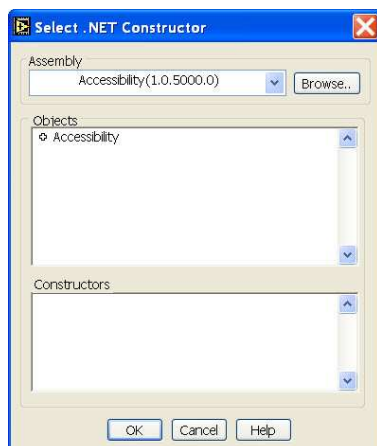 Select .NET Constructor
Assembly
Accessibility(1.0.5000.0)
Browse..
Objects
Accessibility
Constructors
OK Cancel Help